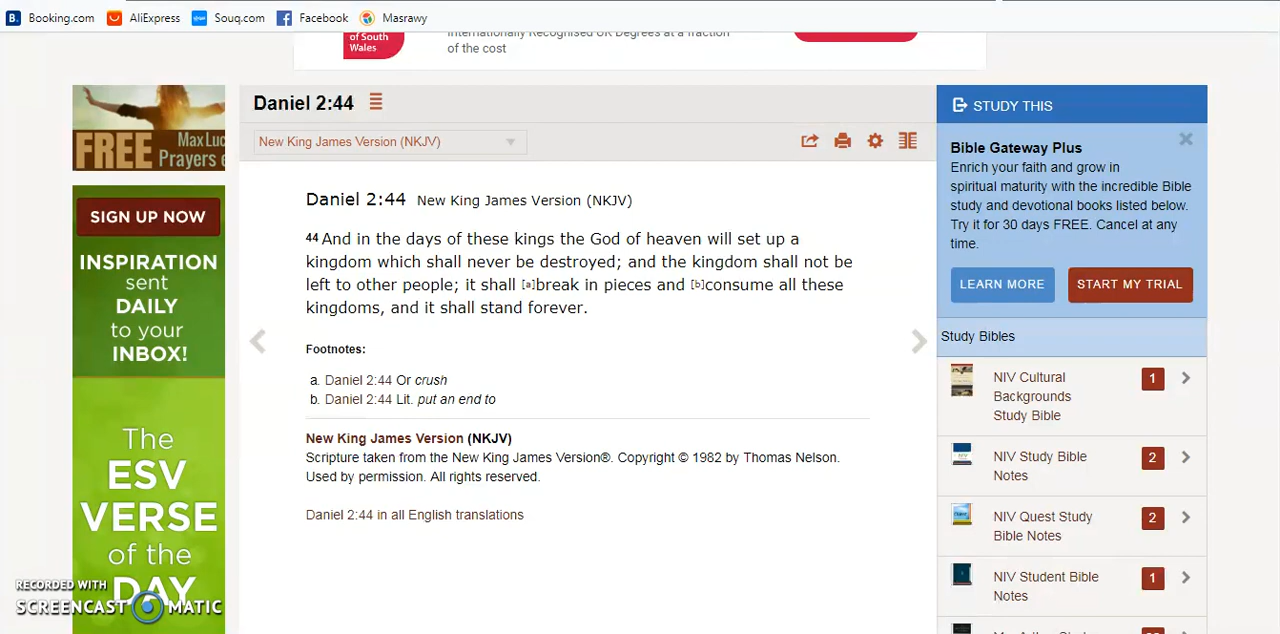 Booking.com AliExpress Souq.com Facebook Masrawy
of South
Wales
Internationally Recognised UK Degrees at a fraction
of the cost
FREE Max Luc
Prayers
SIGN UP NOW
INSPIRATION
sent
DAILY
to your
INBOX!
The
ESV
VERSE
of the
DAY
RECORDED WITH
SCREENCAST MATIC
Daniel 2:44
New King James Version (NKJV)
Daniel 2:44 New King James Version (NKJV)
44 And in the days of these kings the God of heaven will set up a
kingdom which shall never be destroyed; and the kingdom shall not be
left to other people; it shall [a]break in pieces and [b]consume all these
kingdoms, and it shall stand forever.
Footnotes:
a. Daniel 2:44 Or crush
b. Daniel 2:44 Lit. put an end to
New King James Version (NKJV)
Scripture taken from the New King James Version®. Copyright © 1982 by Thomas Nelson.
Used by permission. All rights reserved.
Daniel 2:44 in all English translations
STUDY THIS
Bible Gateway Plus
Enrich your faith and grow in
spiritual maturity with the incredible Bible
study and devotional books listed below.
Try it for 30 days FREE. Cancel at any
time.
LEARN MORE START MY TRIAL
Study Bibles
NIV Cultural
Backgrounds
Study Bible
1
NIV Study Bible
Notes
2
NIV Quest Study
Bible Notes
2
NIV Student Bible
Notes
1